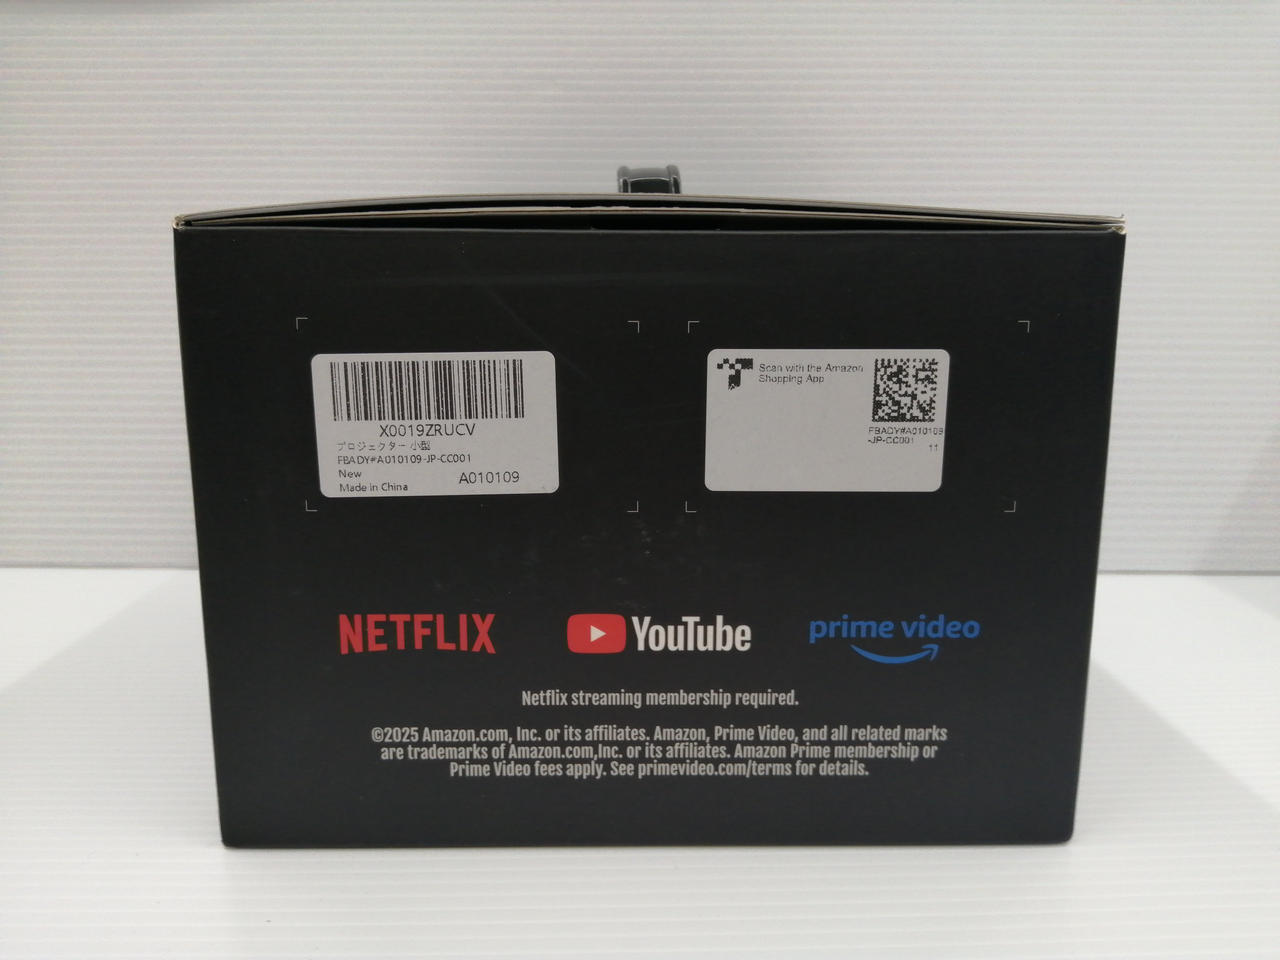 X0019ZRUCV
プロジェクター 小型
FBADY#A010109-JP-CC001
New
Made in China
A010109
Scan with the Amazon
Shopping App
FBADY#A010109
-JP-CC001
11
NETFLIX
YouTube
prime video
Netflix streaming membership required.
©2025 Amazon.com, Inc. or its affiliates. Amazon, Prime Video, and all related marks
are trademarks of Amazon.com,Inc. or its affiliates. Amazon Prime membership or
Prime Video fees apply. See primevideo.com/terms for details.